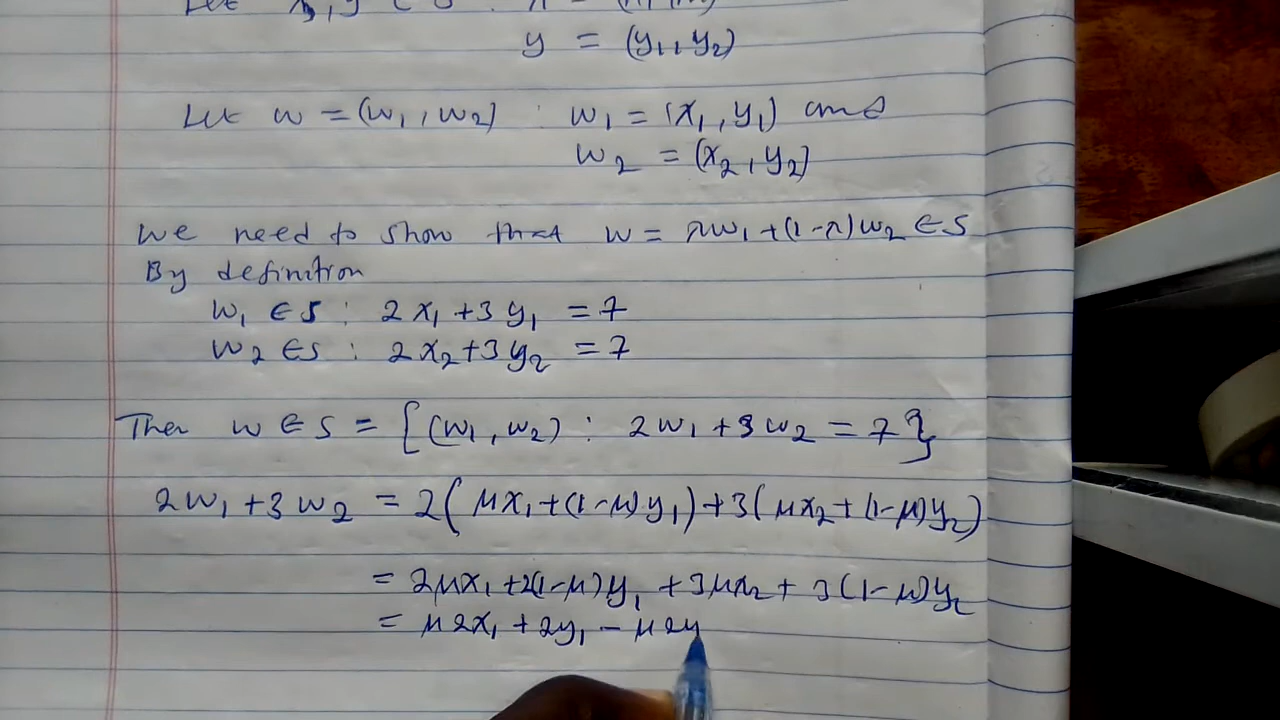 Let x, y ∈ S : x =
y = (y₁, y₂)
Let w = (w₁, w₂) : w₁ = (x₁, y₁) and
w₂ = (x₂, y₂)
We need to show that w = λw₁ + (1-λ)w₂ ∈ S
By definition
w₁ ∈ S : 2x₁ + 3y₁ = 7
w₂ ∈ S : 2x₂ + 3y₂ = 7
Then w ∈ S = {(w₁, w₂) : 2w₁ + 3w₂ = 7}
2w₁ + 3w₂ = 2(μx₁ + (1-μ)y₁) + 3(μx₂ + (1-μ)y₂)
= 2μx₁ + 2(1-μ)y₁ + 3μx₂ + 3(1-μ)y₂
= μ2x₁ + 2y₁ - μ2y